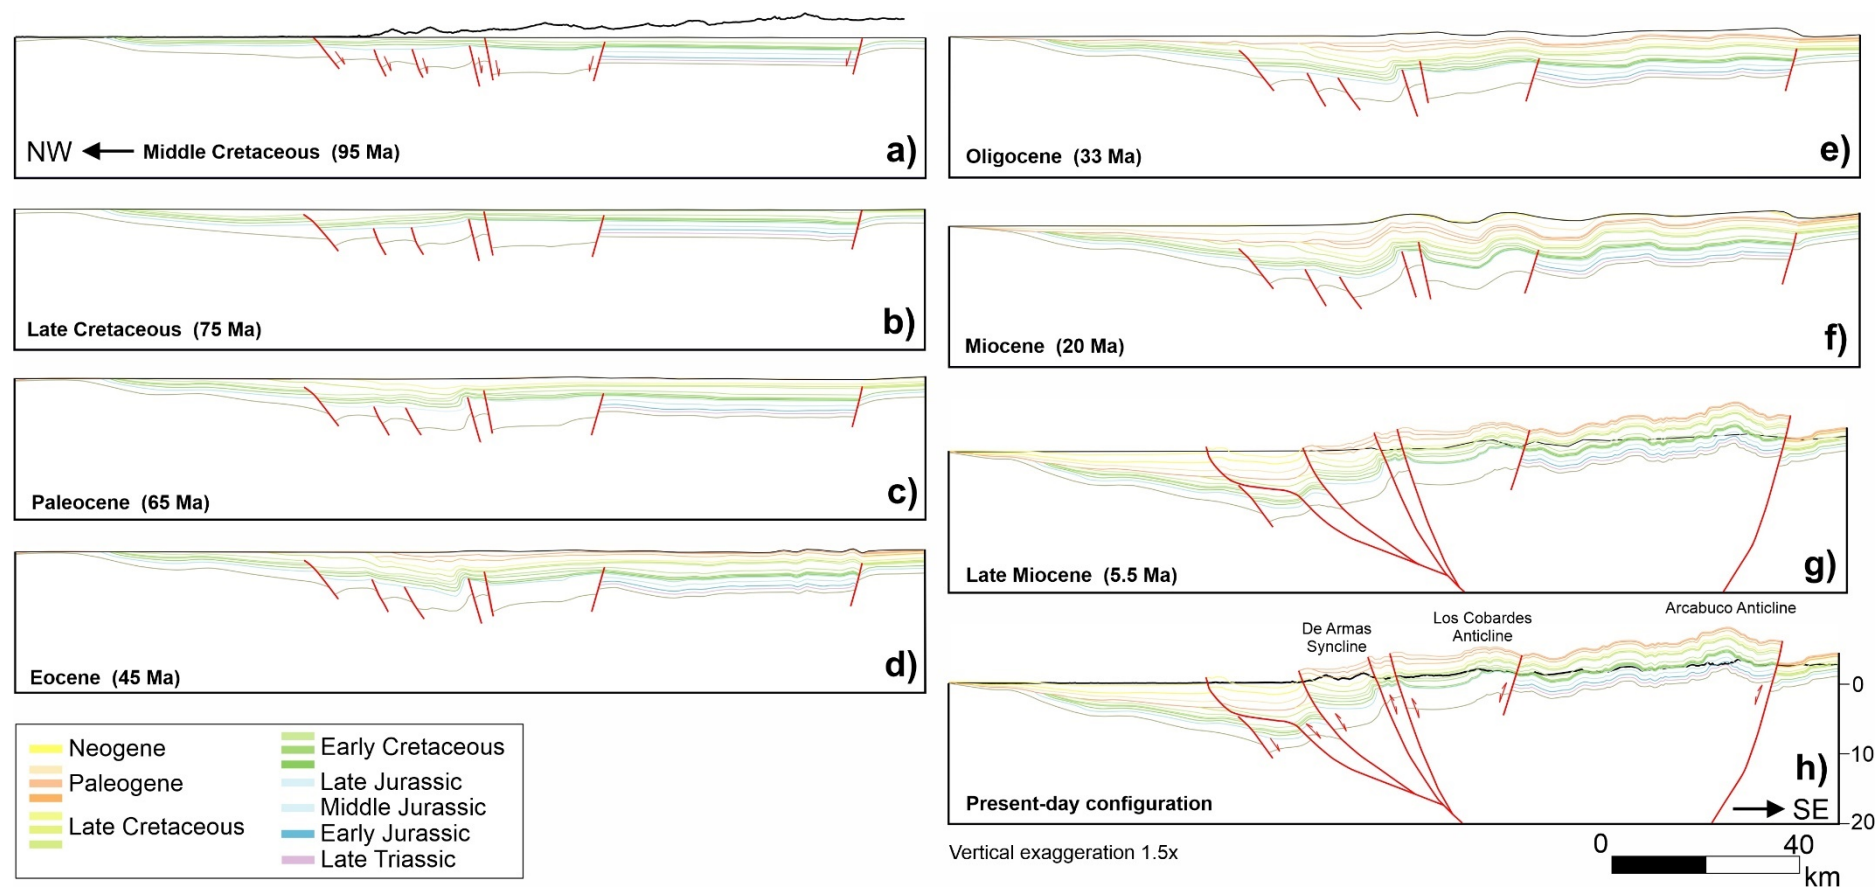 NW
Middle Cretaceous (95 Ma)
a)
Late Cretaceous (75 Ma)
b)
Paleocene (65 Ma)
c)
Eocene (45 Ma)
d)
Neogene
Paleogene
Late Cretaceous
Early Cretaceous
Late Jurassic
Middle Jurassic
Early Jurassic
Late Triassic
Oligocene (33 Ma)
e)
Miocene (20 Ma)
f)
Late Miocene (5.5 Ma)
g)
De Armas
Syncline
Los Cobardes
Anticline
Arcabuco Anticline
0
10
20
h)
Present-day configuration
SE
Vertical exaggeration 1.5x
0 40
km